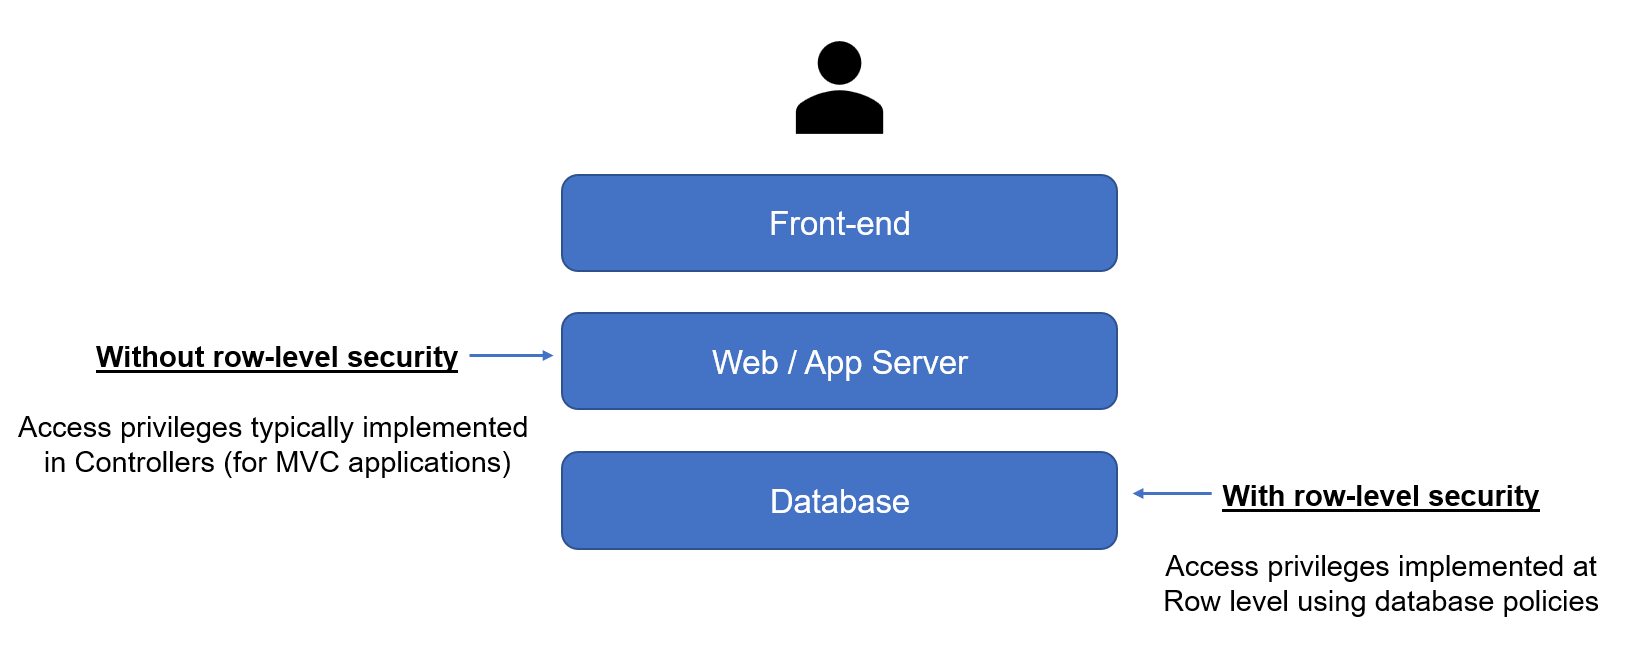 Front-end
Without row-level security
Web / App Server
Access privileges typically implemented
in Controllers (for MVC applications)
Database
With row-level security
Access privileges implemented at
Row level using database policies